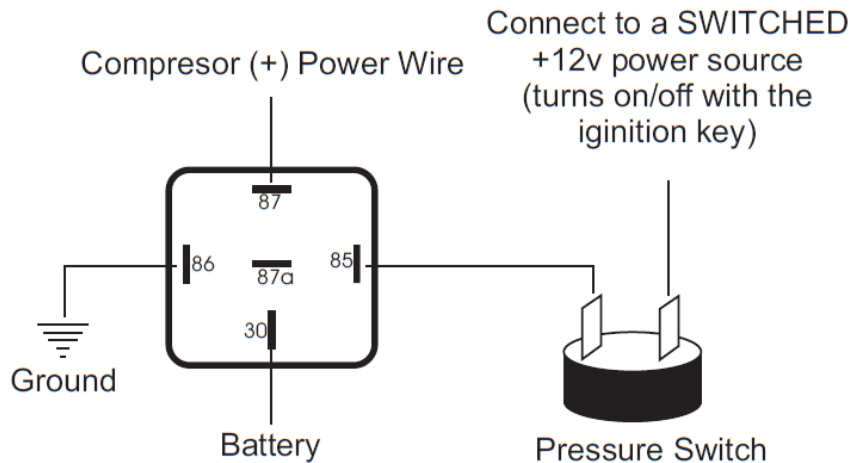 Connect to a SWITCHED
+12v power source
(turns on/off with the
iginition key)
Compresor (+) Power Wire
87
86
87a
85
30
Ground
Battery
Pressure Switch